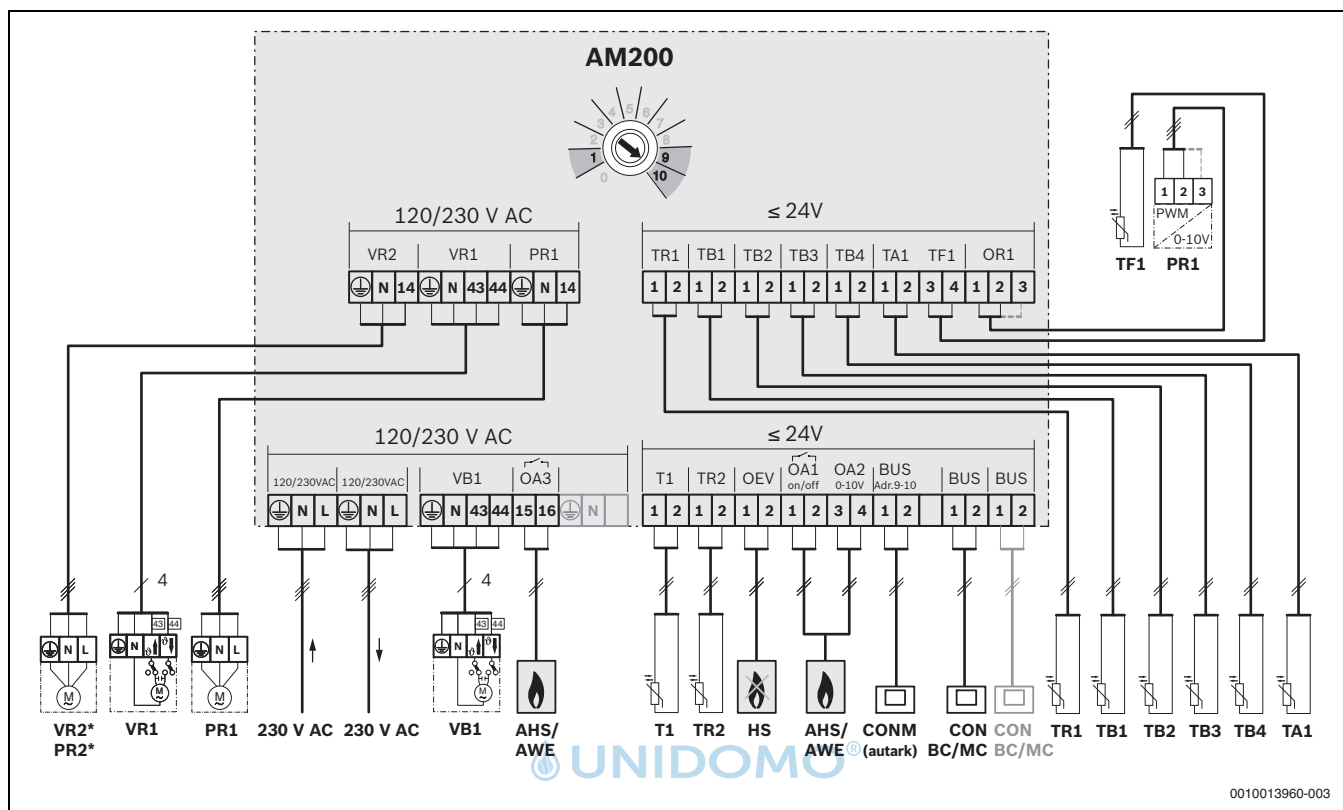 AM200
0 1 2 3 4 5 6 7 8 9 10
120/230 V AC
VR2 VR1 PR1
N 14 N 43 44 N 14
≤ 24V
TR1 TB1 TB2 TB3 TB4 TA1 TF1 OR1
1 2 1 2 1 2 1 2 1 2 1 2 3 4 1 2 3
1 2 3
PWM
0-10V
TF1 PR1
120/230 V AC
120/230VAC 120/230VAC VB1 OA3
N L N L N 43 44 15 16 N
≤ 24V
T1 TR2 OEV OA1 on/off OA2 0-10V BUS Adr.9-10 BUS BUS
1 2 1 2 1 2 1 2 3 4 1 2 1 2 1 2
4 4
43 44 43 44
N L N ϑ ϑ N L N ϑ ϑ
M ~ M ~ M ~ M ~
VR2* VR1 PR1 230 V AC 230 V AC VB1 AHS/ T1 TR2 HS AHS/ CONM CON CON TR1 TB1 TB2 TB3 TB4 TA1
PR2* AWE AWE (autark) BC/MC BC/MC
UNIDOMO®
0010013960-003